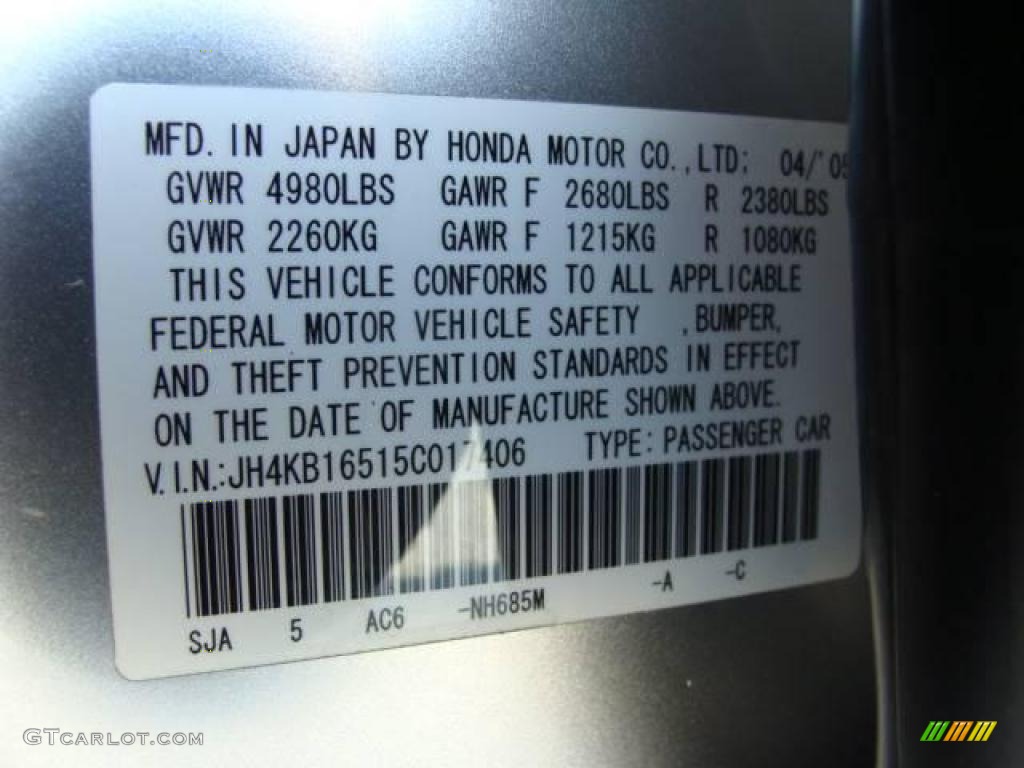 MFD. IN JAPAN BY HONDA MOTOR CO.,LTD; 04/'05
GVWR 4980LBS GAWR F 2680LBS R 2380LBS
GVWR 2260KG GAWR F 1215KG R 1080KG
THIS VEHICLE CONFORMS TO ALL APPLICABLE
FEDERAL MOTOR VEHICLE SAFETY ,BUMPER,
AND THEFT PREVENTION STANDARDS IN EFFECT
ON THE DATE OF MANUFACTURE SHOWN ABOVE.
V.I.N.:JH4KB16515C017406 TYPE: PASSENGER CAR
SJA 5 AC6 -NH685M -A -C
GTCARLOT.COM